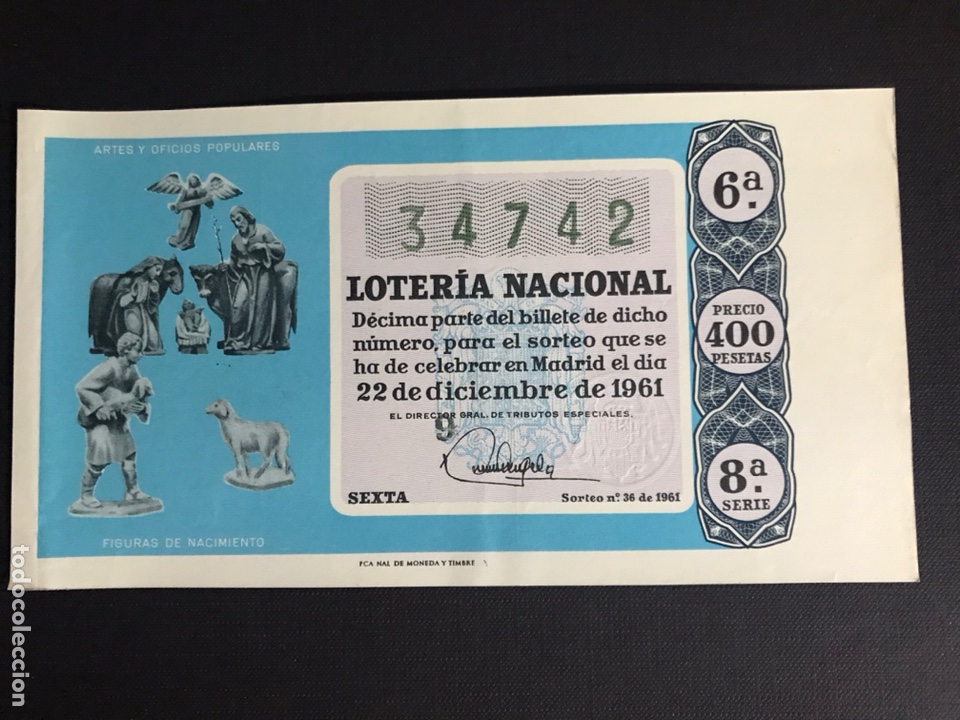 ARTES Y OFICIOS POPULARES
34742
LOTERÍA NACIONAL
Décima parte del billete de dicho
número, para el sorteo que se
ha de celebrar en Madrid el día
22 de diciembre de 1961
EL DIRECTOR GRAL. DE TRIBUTOS ESPECIALES.
9
SEXTA
Sorteo nº. 36 de 1961
6ª.
PRECIO
400
PESETAS
8ª.
SERIE
FIGURAS DE NACIMIENTO
FCA NAL DE MONEDA Y TIMBRE
todocoleccion